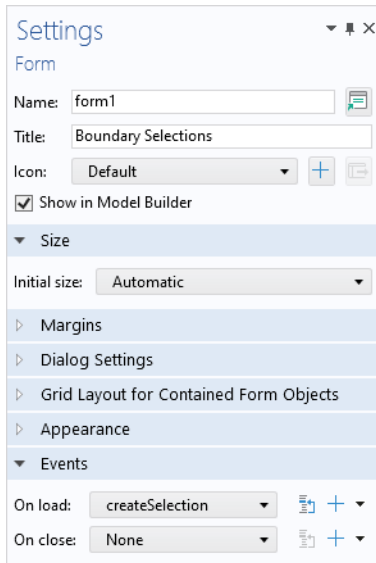 Settings
Form
Name: form1
Title: Boundary Selections
Icon: Default
Show in Model Builder
Size
Initial size: Automatic
Margins
Dialog Settings
Grid Layout for Contained Form Objects
Appearance
Events
On load: createSelection
On close: None